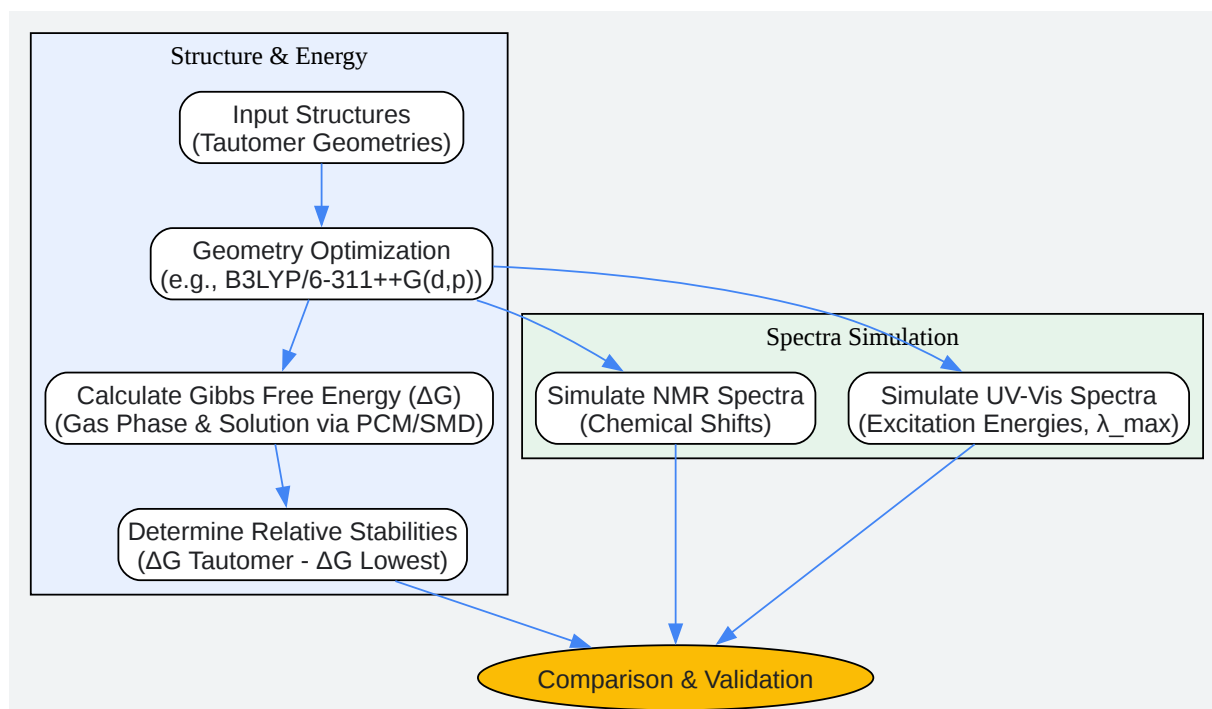 Structure & Energy
Input Structures
(Tautomer Geometries)
Geometry Optimization
(e.g., B3LYP/6-311++G(d,p))
Calculate Gibbs Free Energy (ΔG)
(Gas Phase & Solution via PCM/SMD)
Determine Relative Stabilities
(ΔG Tautomer - ΔG Lowest)
Spectra Simulation
Simulate NMR Spectra
(Chemical Shifts)
Simulate UV-Vis Spectra
(Excitation Energies, λ_max)
Comparison & Validation